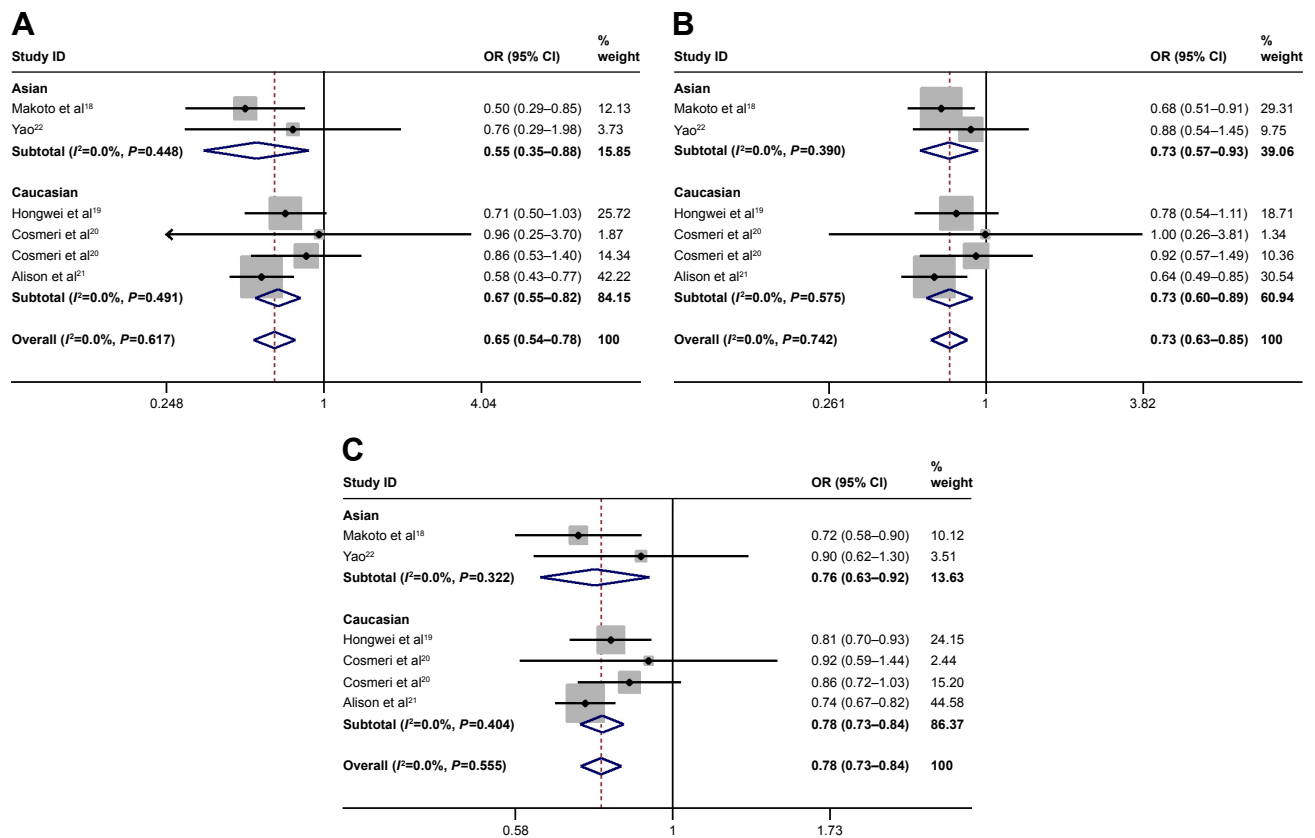 A
Study ID OR (95% CI) % weight
Asian
Makoto et al¹⁸ 0.50 (0.29–0.85) 12.13
Yao²² 0.76 (0.29–1.98) 3.73
Subtotal (I²=0.0%, P=0.448) 0.55 (0.35–0.88) 15.85
Caucasian
Hongwei et al¹⁹ 0.71 (0.50–1.03) 25.72
Cosmeri et al²⁰ 0.96 (0.25–3.70) 1.87
Cosmeri et al²⁰ 0.86 (0.53–1.40) 14.34
Alison et al²¹ 0.58 (0.43–0.77) 42.22
Subtotal (I²=0.0%, P=0.491) 0.67 (0.55–0.82) 84.15
Overall (I²=0.0%, P=0.617) 0.65 (0.54–0.78) 100
0.248 1 4.04
B
Study ID OR (95% CI) % weight
Asian
Makoto et al¹⁸ 0.68 (0.51–0.91) 29.31
Yao²² 0.88 (0.54–1.45) 9.75
Subtotal (I²=0.0%, P=0.390) 0.73 (0.57–0.93) 39.06
Caucasian
Hongwei et al¹⁹ 0.78 (0.54–1.11) 18.71
Cosmeri et al²⁰ 1.00 (0.26–3.81) 1.34
Cosmeri et al²⁰ 0.92 (0.57–1.49) 10.36
Alison et al²¹ 0.64 (0.49–0.85) 30.54
Subtotal (I²=0.0%, P=0.575) 0.73 (0.60–0.89) 60.94
Overall (I²=0.0%, P=0.742) 0.73 (0.63–0.85) 100
0.261 1 3.82
C
Study ID OR (95% CI) % weight
Asian
Makoto et al¹⁸ 0.72 (0.58–0.90) 10.12
Yao²² 0.90 (0.62–1.30) 3.51
Subtotal (I²=0.0%, P=0.322) 0.76 (0.63–0.92) 13.63
Caucasian
Hongwei et al¹⁹ 0.81 (0.70–0.93) 24.15
Cosmeri et al²⁰ 0.92 (0.59–1.44) 2.44
Cosmeri et al²⁰ 0.86 (0.72–1.03) 15.20
Alison et al²¹ 0.74 (0.67–0.82) 44.58
Subtotal (I²=0.0%, P=0.404) 0.78 (0.73–0.84) 86.37
Overall (I²=0.0%, P=0.555) 0.78 (0.73–0.84) 100
0.58 1 1.73